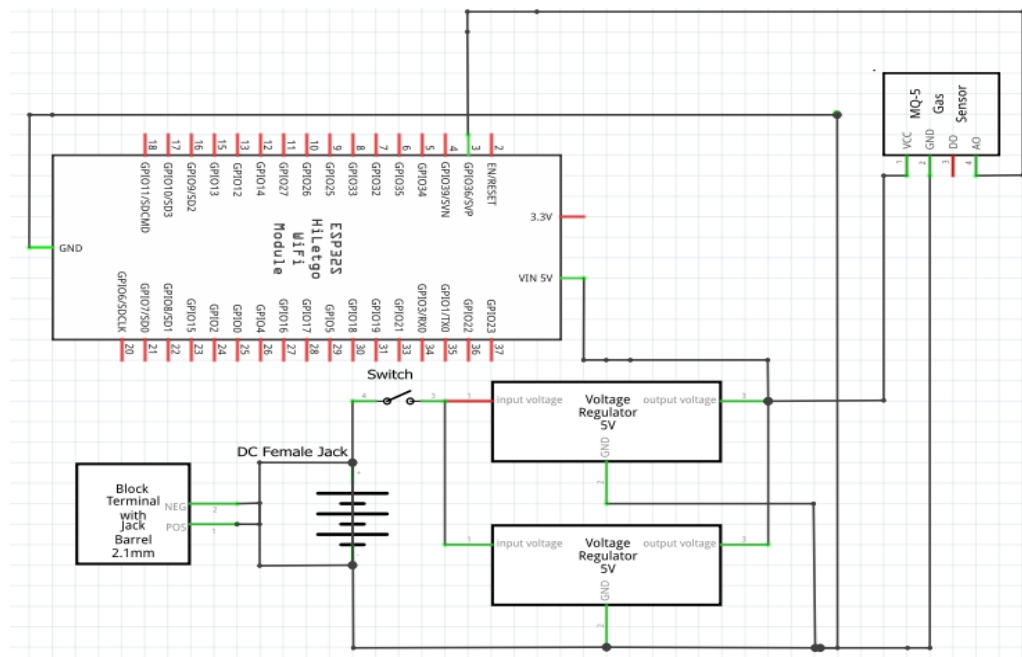 MQ-5
Gas
Sensor
VCC
GND
DO
AO
1
2
3
4
18
17
16
15
13
12
11
10
9
8
7
6
5
4
3
2
GPIO11/SDCMD
GPIO10/SD3
GPIO9/SD2
GPIO13
GPIO12
GPIO14
GPIO27
GPIO26
GPIO25
GPIO33
GPIO32
GPIO35
GPIO34
GPIO39/SVN
GPIO36/SVP
EN/RESET
3.3V
GND
ESP32S
HiLetgo
WiFi
Module
VIN 5V
GPIO6/SDCLK
GPIO7/SD0
GPIO8/SD1
GPIO15
GPIO2
GPIO0
GPIO4
GPIO16
GPIO17
GPIO5
GPIO18
GPIO19
GPIO21
GPIO3/RX0
GPIO1/TX0
GPIO22
GPIO23
20
21
22
23
24
25
26
27
28
29
30
31
33
34
35
36
37
Switch
4
3
1
input voltage
Voltage
Regulator
5V
output voltage
3
GND
2
DC Female Jack
Block
Terminal
with
Jack
Barrel
2.1mm
NEG
2
POS
1
+
-
1
input voltage
Voltage
Regulator
5V
output voltage
3
GND
2